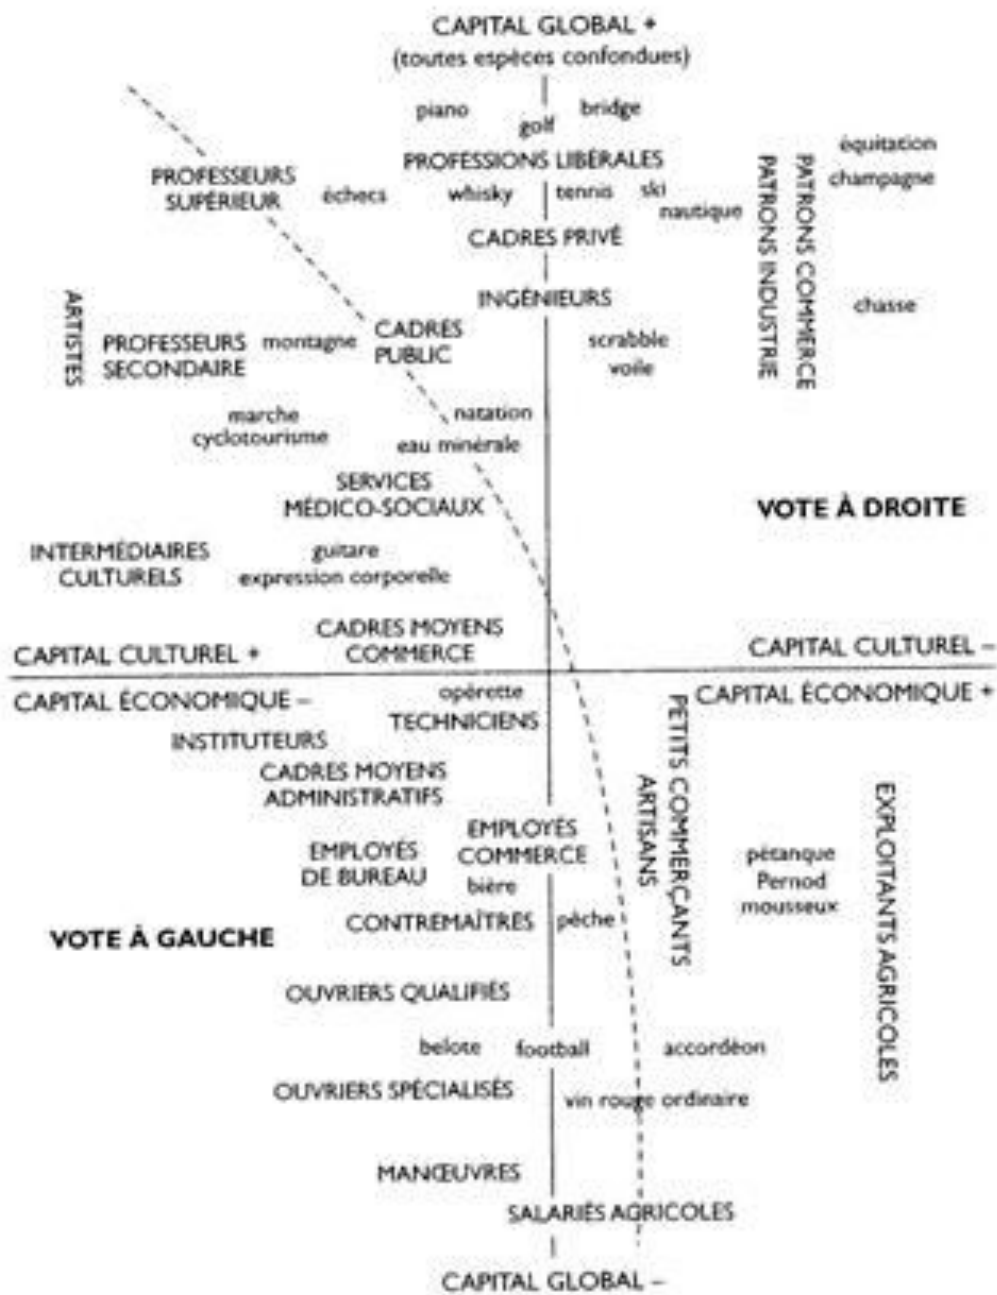 CAPITAL GLOBAL +
(toutes espèces confondues)
piano
bridge
golf
équitation
PROFESSIONS LIBÉRALES
PROFESSEURS
SUPÉRIEUR
échecs
whisky
tennis
ski
nautique
PATRONS INDUSTRIE
PATRONS COMMERCE
champagne
CADRES PRIVÉ
INGÉNIEURS
chasse
ARTISTES
PROFESSEURS
SECONDAIRE
montagne
CADRES
PUBLIC
scrabble
voile
marche
cyclotourisme
natation
eau minérale
SERVICES
MÉDICO-SOCIAUX
VOTE À DROITE
INTERMÉDIAIRES
CULTURELS
guitare
expression corporelle
CADRES MOYENS
COMMERCE
CAPITAL CULTUREL +
CAPITAL CULTUREL –
CAPITAL ÉCONOMIQUE –
CAPITAL ÉCONOMIQUE +
opérette
TECHNICIENS
INSTITUTEURS
CADRES MOYENS
ADMINISTRATIFS
PETITS COMMERÇANTS
ARTISANS
EXPLOITANTS AGRICOLES
EMPLOYÉS
DE BUREAU
EMPLOYÉS
COMMERCE
bière
pétanque
Pernod
mousseux
CONTREMAÎTRES
pêche
VOTE À GAUCHE
OUVRIERS QUALIFIÉS
belote
football
accordéon
OUVRIERS SPÉCIALISÉS
vin rouge ordinaire
MANŒUVRES
SALARIÉS AGRICOLES
CAPITAL GLOBAL –